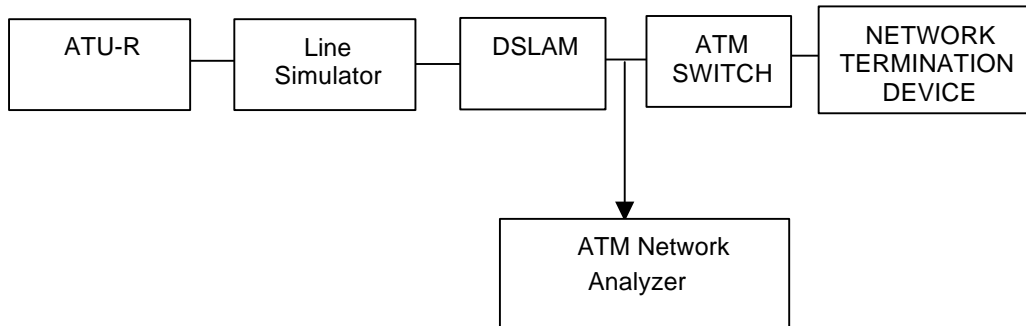 ATU-R
Line
Simulator
DSLAM
ATM
SWITCH
NETWORK
TERMINATION
DEVICE
ATM Network
Analyzer